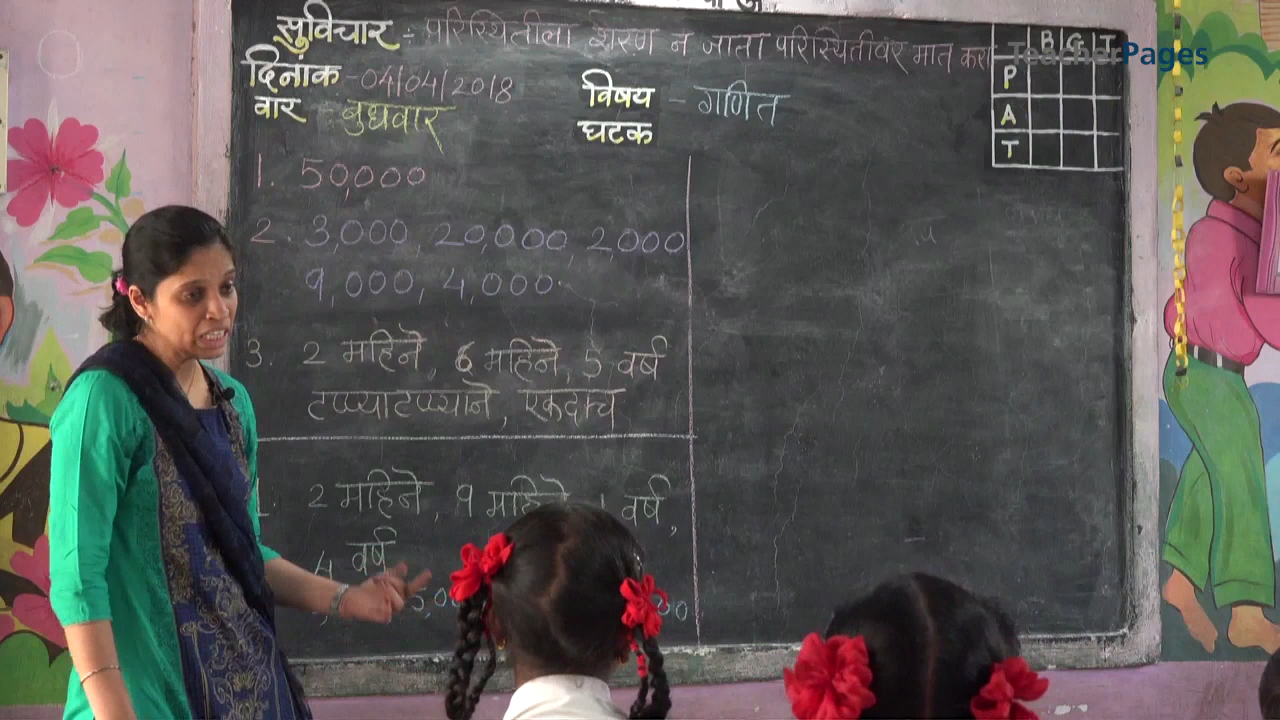 सुविचार :- परिस्थितीला शरण न जाता परिस्थितीवर मात करा
TeacherPages
B G T
दिनांक - 04/04/2018
विषय - गणित
P
वार - बुधवार
घटक
A
T
1. 50,000
2. 3,000, 20,000, 2,000
9,000, 4,000.
3. 2 महिने, 6 महिने, 5 वर्ष
टप्प्याटप्प्याने, एकदाच
2 महिने, 9 महिने, 1 वर्ष,
वर्ष